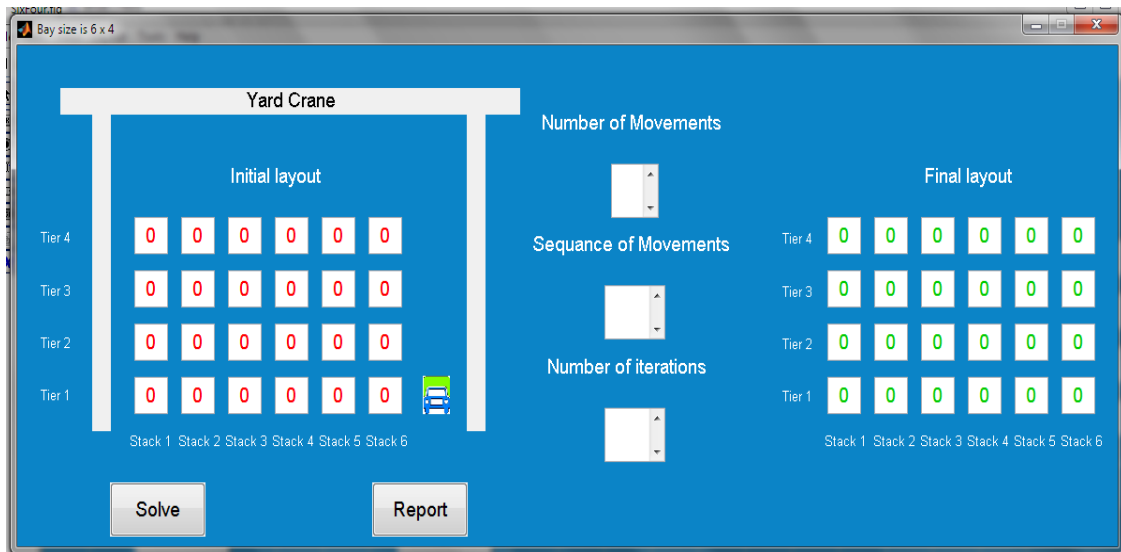 SixFour.fig
Bay size is 6 x 4
Yard Crane
Number of Movements
Initial layout
Final layout
Tier 4 0 0 0 0 0 0
Sequance of Movements
Tier 4 0 0 0 0 0 0
Tier 3 0 0 0 0 0 0
Tier 3 0 0 0 0 0 0
Tier 2 0 0 0 0 0 0
Tier 2 0 0 0 0 0 0
Number of iterations
Tier 1 0 0 0 0 0 0
Tier 1 0 0 0 0 0 0
Stack 1 Stack 2 Stack 3 Stack 4 Stack 5 Stack 6
Stack 1 Stack 2 Stack 3 Stack 4 Stack 5 Stack 6
Solve
Report